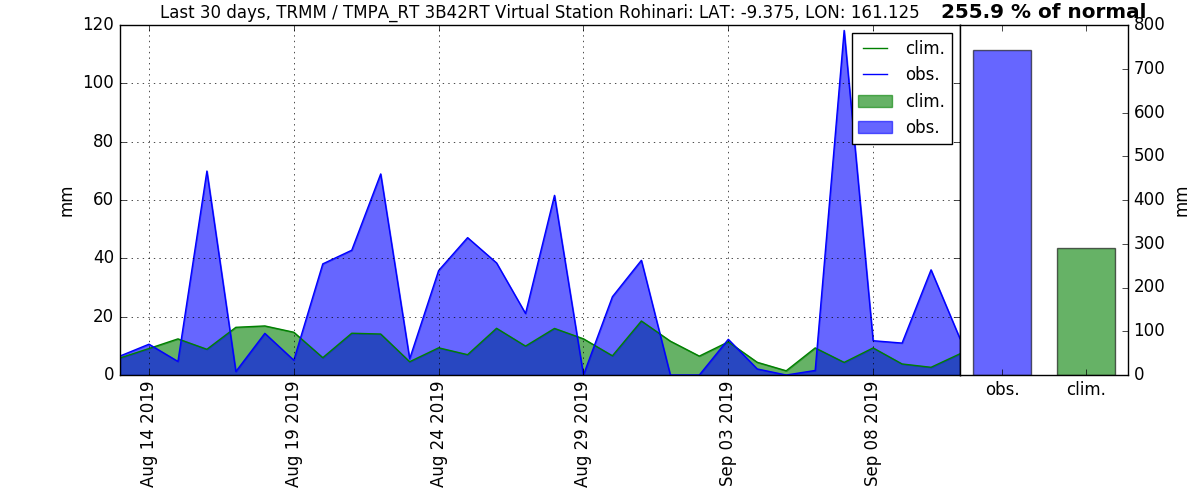 Last 30 days, TRMM / TMPA_RT 3B42RT Virtual Station Rohinari: LAT: -9.375, LON: 161.125
255.9 % of normal
120
100
80
60
40
20
0
mm
clim.
obs.
clim.
obs.
Aug 14 2019
Aug 19 2019
Aug 24 2019
Aug 29 2019
Sep 03 2019
Sep 08 2019
800
700
600
500
400
300
200
100
0
mm
obs.
clim.